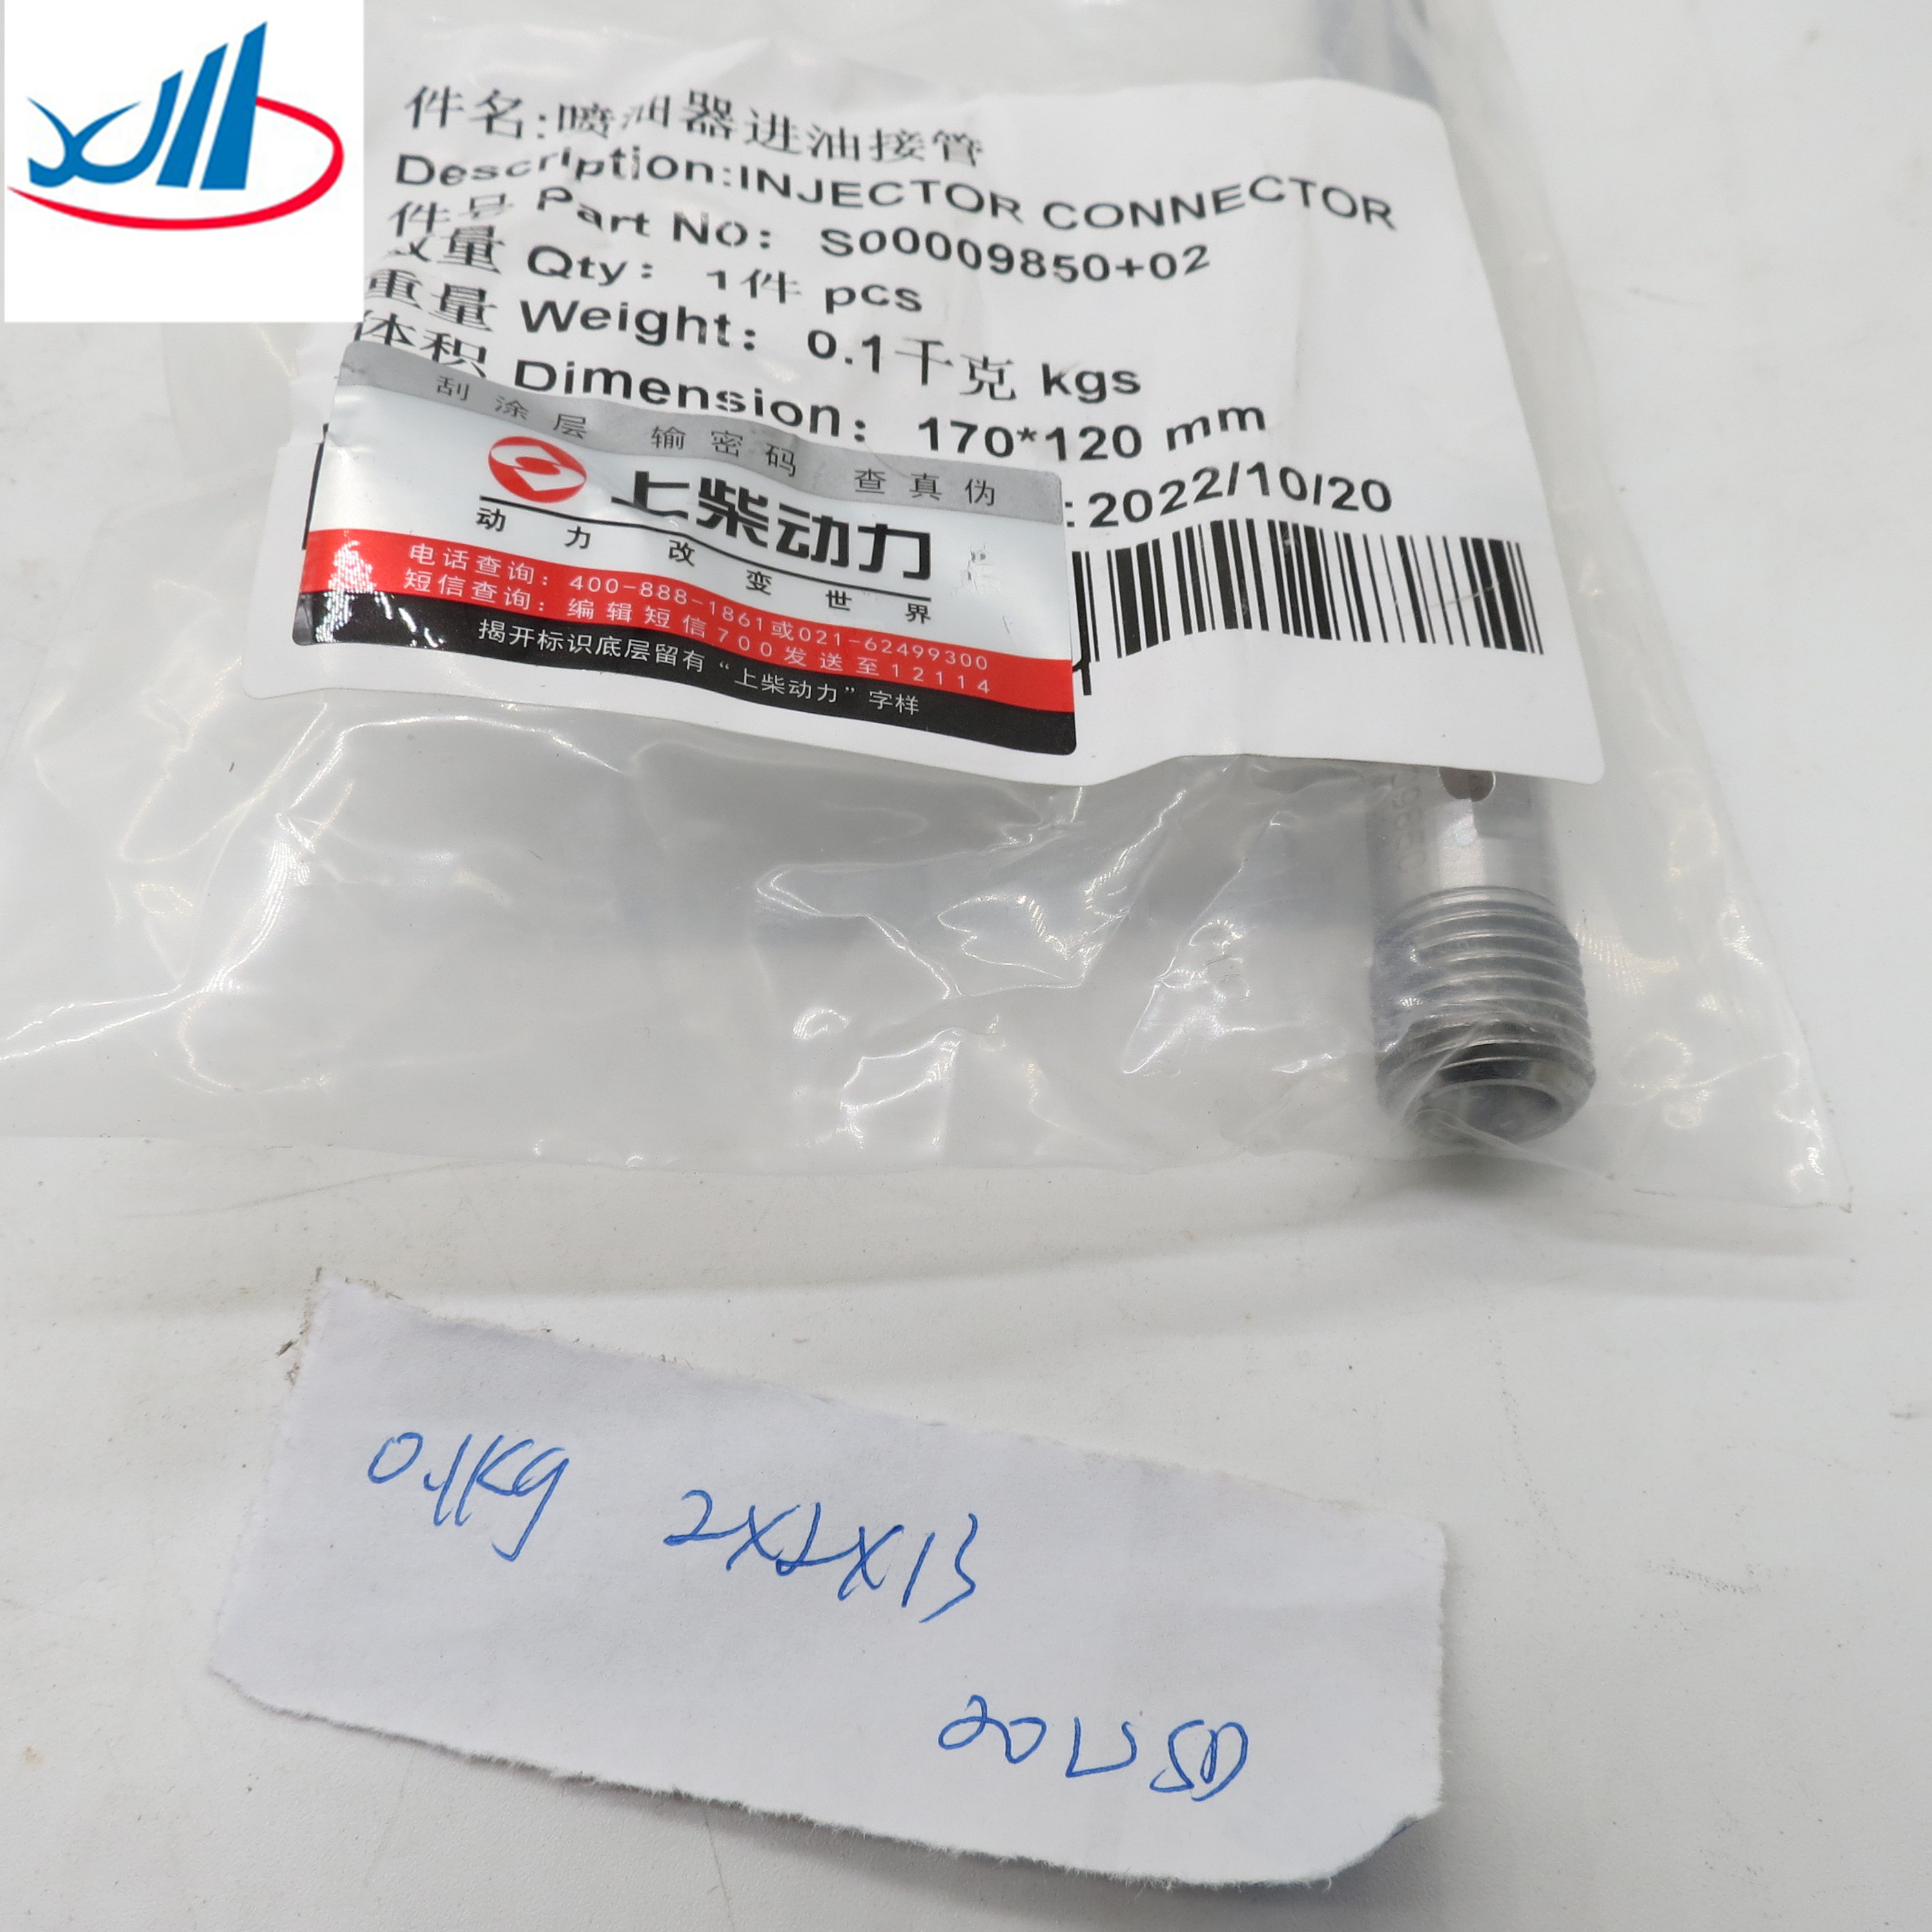 件名:喷油器进油接管
Description:INJECTOR CONNECTOR
件号 Part No: S00009850+02
数量 Qty: 1件 pcs
重量 Weight: 0.1千克 kgs
体积 Dimension: 170*120 mm
:2022/10/20
刮涂层 输密码 查真伪
上柴动力
动力改变世界
电话查询：400-888-1861或021-62499300
短信查询：编辑短信700发送至12114
揭开标识底层留有“上柴动力”字样
0.1KG 2X2X13
20USD